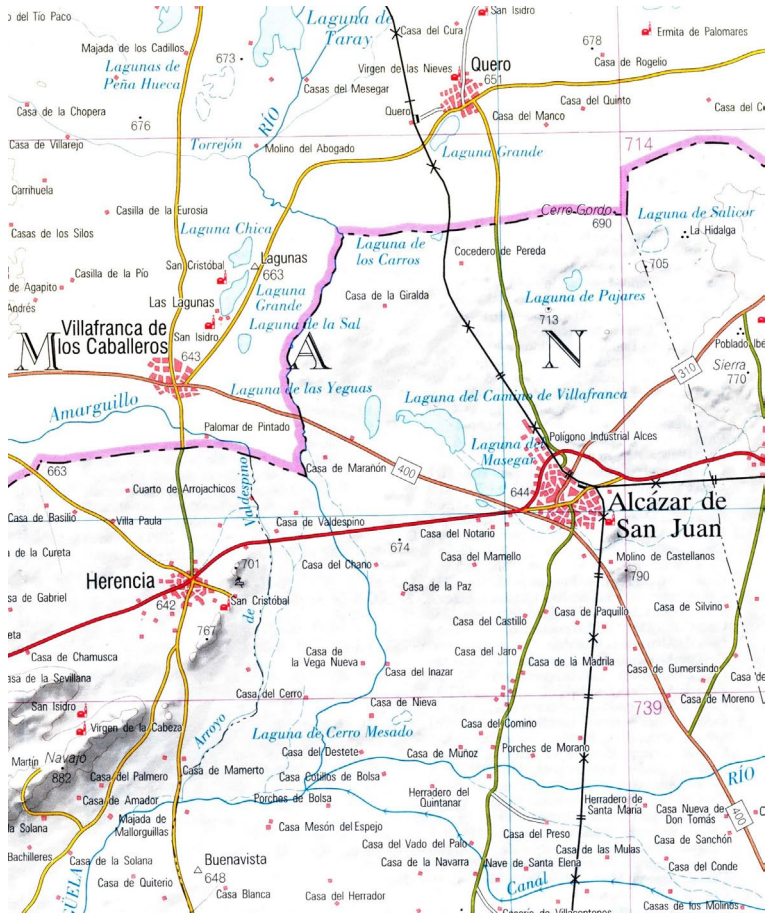 o del Tío Paco
Laguna de
Taray
Casa del Cura
San Isidro
Ermita de Palomares
Majada de los Cadillos
673
Quero
678
Casa de Rogelio
Lagunas de
Peña Hueca
Virgen de las Nieves
651
Casas del Mesegar
Casa de la Chopera
676
RÍO
Quero
Casa del Manco
Casa del Quinto
Casa de Villarejo
Torrejón
Molino del Abogado
Laguna Grande
714
Carrihuela
Casilla de la Eurosia
Cerro Gordo
690
Laguna de Salicor
La Hidalga
Casas de los Silos
Laguna Chica
Laguna de
los Carros
Cocedero de Pereda
San Cristóbal
Lagunas
663
705
de Agapito
Casilla de la Pío
Laguna
Grande
Casa de la Giralda
Laguna de Pajares
Andrés
Las Lagunas
713
San Isidro
Laguna de la Sal
M
Villafranca de
los Caballeros
643
A
N
Poblado Ibé
Sierra
770
310
Laguna de las Yeguas
Laguna del Camino de Villafranca
Amarguillo
Palomar de Pintado
Polígono Industrial Alces
Laguna del
Masegar
663
Casa de Marañón
400
644
Cuarto de Arrojachicos
Valdespino
Alcázar de
San Juan
Casa de Basilio
Villa Paula
Casa de Valdespino
674
Casa del Notario
a de la Cureta
701
Casa del Chano
Casa del Mamello
Molino de Castellanos
790
Herencia
Casa de la Paz
sa de Gabriel
642
San Cristóbal
de
Casa del Castillo
Casa de Paquillo
Casa de Silvino
eta
767
Casa de Chamusca
Casa de
la Vega Nueva
Casa del Jaro
Casa de la Madrila
Casa de Gumersindo
asa de la Sevillana
Casa del Inazar
Casa de
Casa del Cerro
Casa de Nieva
Casa de Moreno
San Isidro
739
Virgen de la Cabeza
Arroyo
Laguna de Cerro Mesado
Casa del Comino
Martín
Navajo
882
Casa del Destete
Casa de Muñoz
Porches de Morano
Casa del Palmero
Casa de Mamerto
Casa Cotillos de Bolsa
RÍO
Casa de Amador
Porches de Bolsa
Herradero del
Quintanar
Herradero de
Santa María
Casa Nueva de
Don Tomás
400
la Solana
Majada de
Mallorguillas
Casa Mesón del Espejo
Casa del Preso
Casa de Sanchón
Bachilleres
Casa de la Solana
Buenavista
648
Casa del Vado del Palo
Casa de las Mulas
Casa de la Navarra
Nave de Santa Elena
Casa del Conde
GÜELA
Casa de Quiterio
Casa Blanca
Casa del Herrador
Canal
Casas de los Molinos